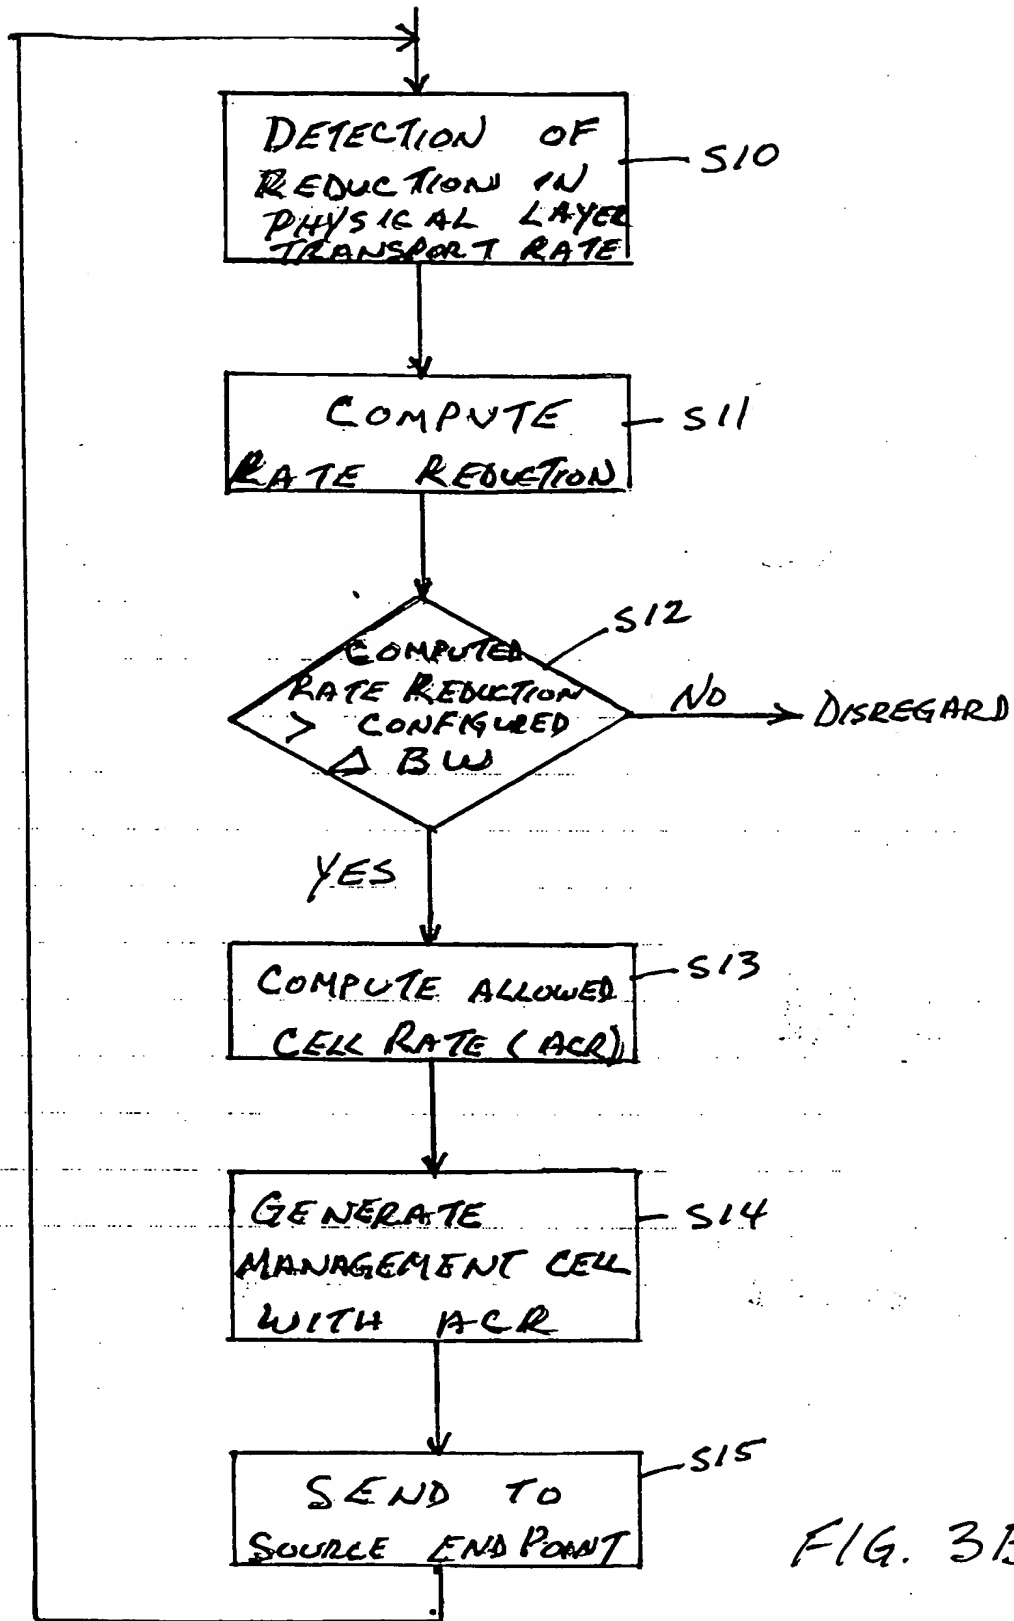 DETECTION OF
REDUCTION IN
PHYSICAL LAYER
TRANSPORT RATE
S10
COMPUTE
RATE REDUCTION
S11
COMPUTED
RATE REDUCTION
> CONFIGURED
Δ BW
S12
NO
DISREGARD
YES
COMPUTE ALLOWED
CELL RATE (ACR)
S13
GENERATE
MANAGEMENT CELL
WITH ACR
S14
SEND TO
SOURCE END POINT
S15
FIG. 3B